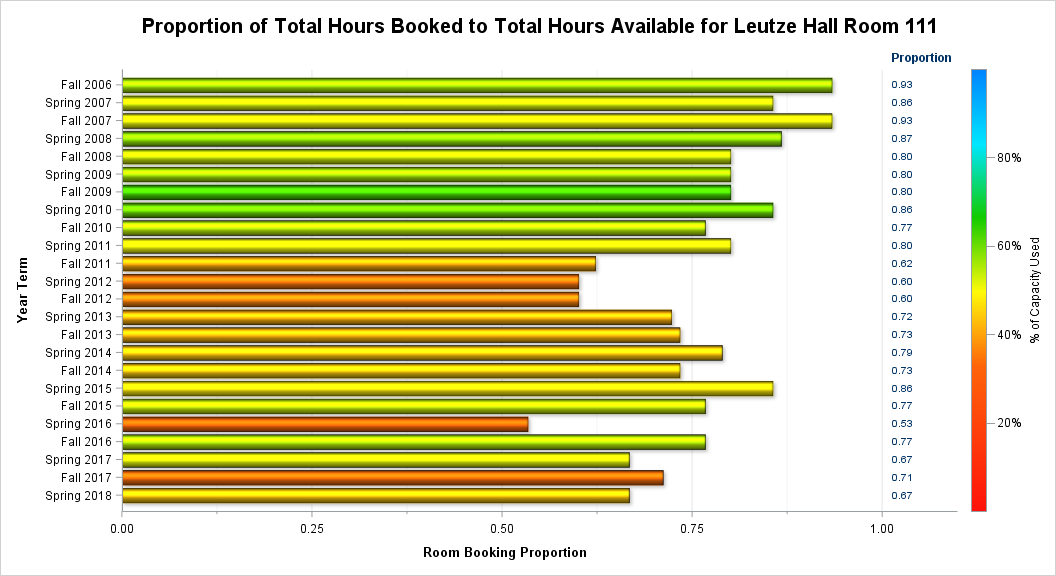 Proportion of Total Hours Booked to Total Hours Available for Leutze Hall Room 111
Proportion
Fall 2006 0.93
Spring 2007 0.86
Fall 2007 0.93
Spring 2008 0.87
Fall 2008 0.80
Spring 2009 0.80
Fall 2009 0.80
Spring 2010 0.86
Fall 2010 0.77
Spring 2011 0.80
Fall 2011 0.62
Spring 2012 0.60
Fall 2012 0.60
Spring 2013 0.72
Fall 2013 0.73
Spring 2014 0.79
Fall 2014 0.73
Spring 2015 0.86
Fall 2015 0.77
Spring 2016 0.53
Fall 2016 0.77
Spring 2017 0.67
Fall 2017 0.71
Spring 2018 0.67
Year Term
0.00 0.25 0.50 0.75 1.00
Room Booking Proportion
80%
60%
40%
20%
% of Capacity Used